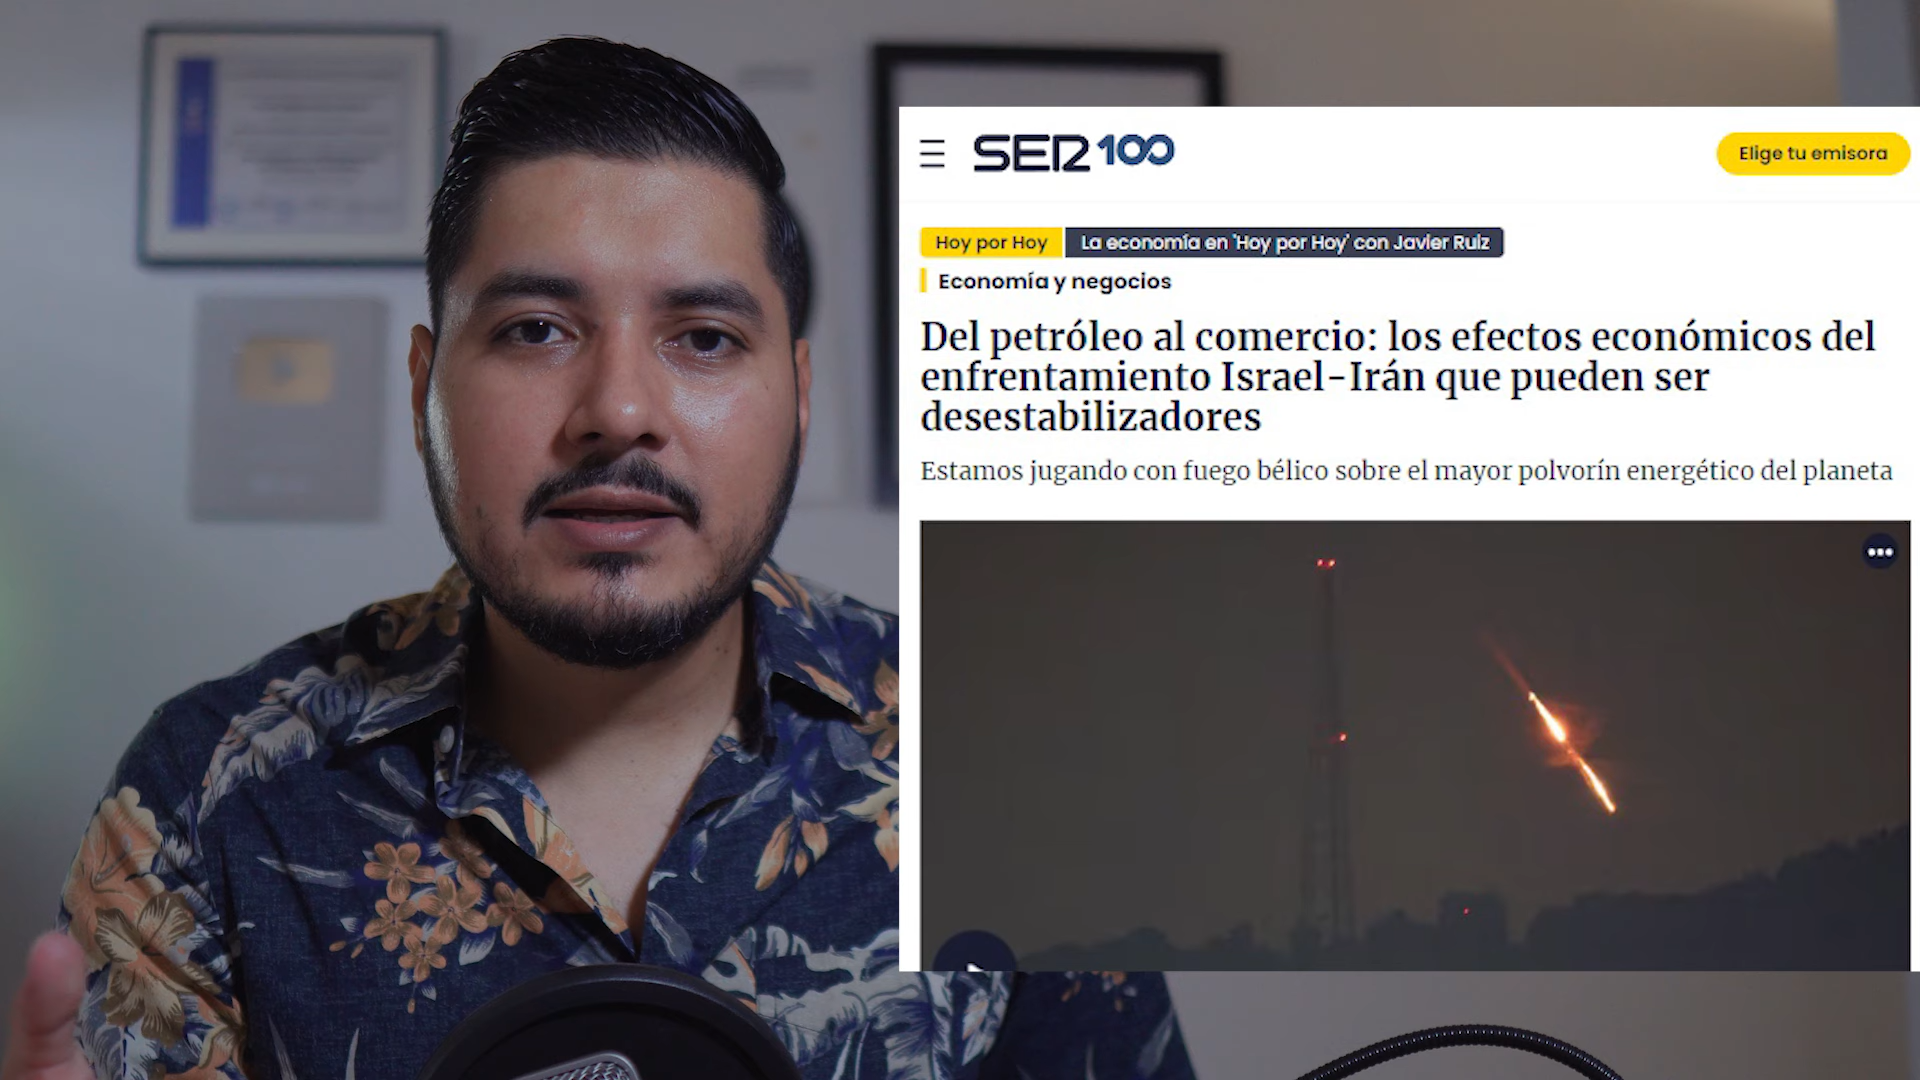 SER 100
Elige tu emisora
Hoy por Hoy
La economía en 'Hoy por Hoy' con Javier Ruiz
Economía y negocios
Del petróleo al comercio: los efectos económicos del
enfrentamiento Israel-Irán que pueden ser
desestabilizadores
Estamos jugando con fuego bélico sobre el mayor polvorín energético del planeta